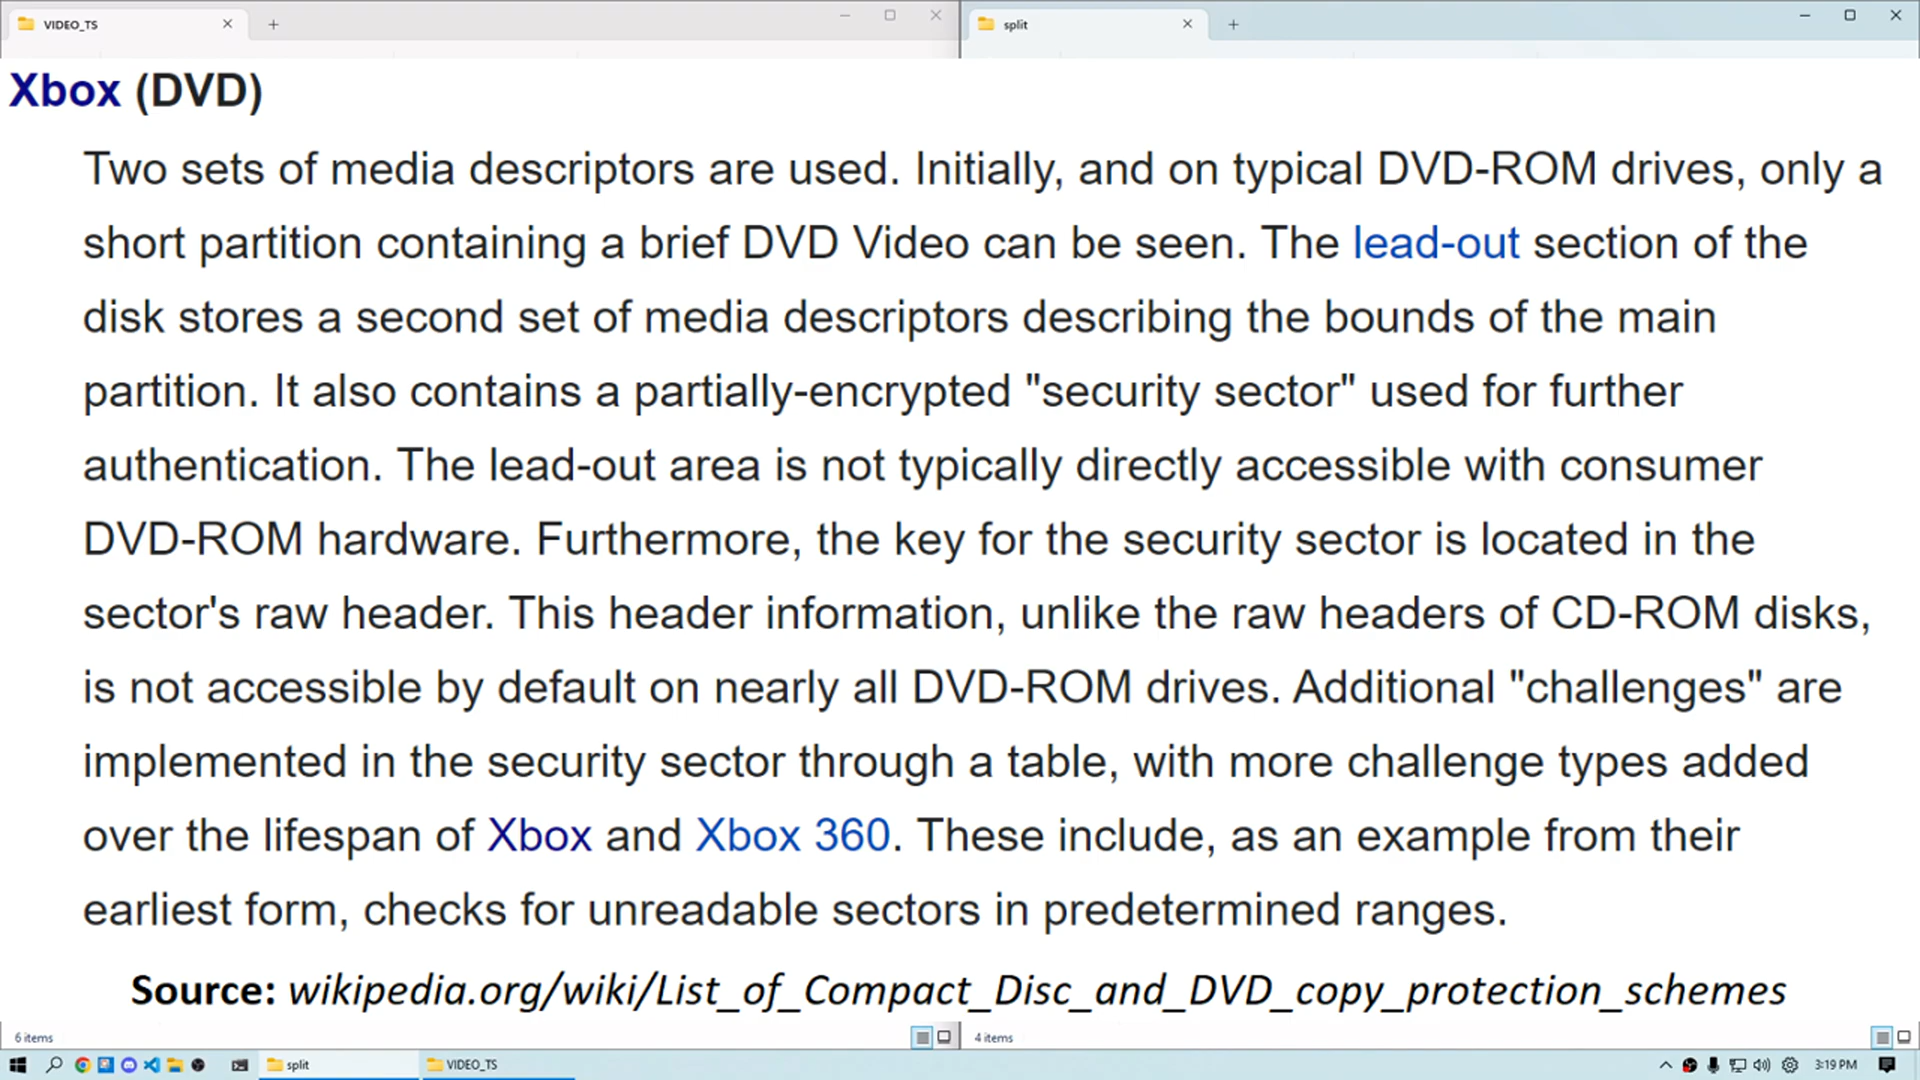 VIDEO_TS
split
Xbox (DVD)
Two sets of media descriptors are used. Initially, and on typical DVD-ROM drives, only a
short partition containing a brief DVD Video can be seen. The lead-out section of the
disk stores a second set of media descriptors describing the bounds of the main
partition. It also contains a partially-encrypted "security sector" used for further
authentication. The lead-out area is not typically directly accessible with consumer
DVD-ROM hardware. Furthermore, the key for the security sector is located in the
sector's raw header. This header information, unlike the raw headers of CD-ROM disks,
is not accessible by default on nearly all DVD-ROM drives. Additional "challenges" are
implemented in the security sector through a table, with more challenge types added
over the lifespan of Xbox and Xbox 360. These include, as an example from their
earliest form, checks for unreadable sectors in predetermined ranges.
Source: wikipedia.org/wiki/List_of_Compact_Disc_and_DVD_copy_protection_schemes
6 items
4 items
split
VIDEO_TS
3:19 PM